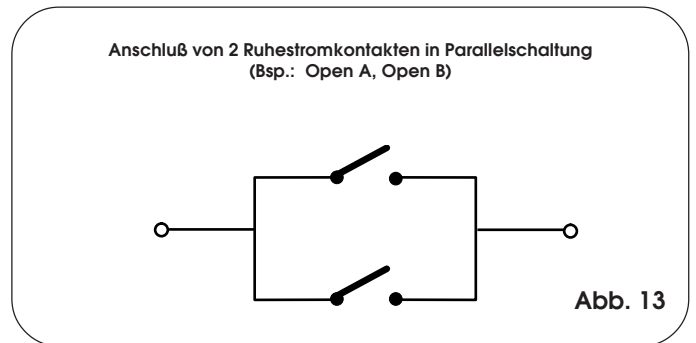 Anschluß von 2 Ruhestromkontakten in Parallelschaltung
(Bsp.: Open A, Open B)
Abb. 13